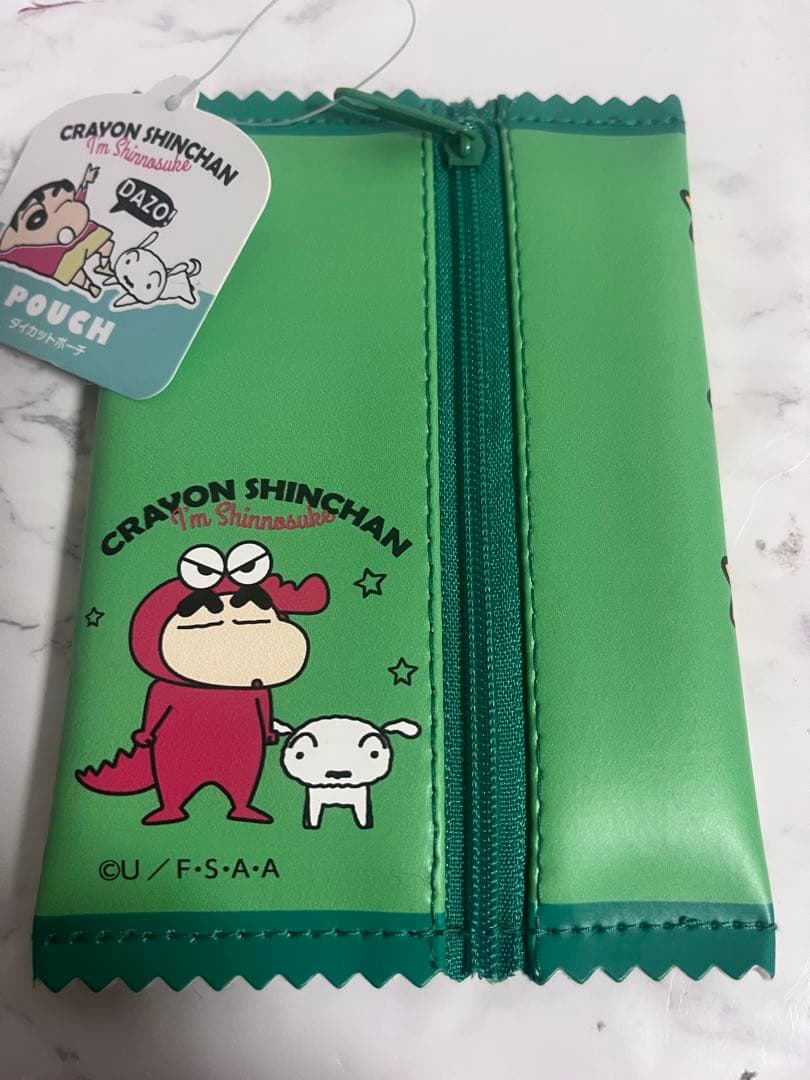 CRAYON SHINCHAN
I'm Shinnosuke
DAZO!
POUCH
ダイカットポーチ
CRAYON SHINCHAN
I'm Shinnosuke
©U／F・S・A・A